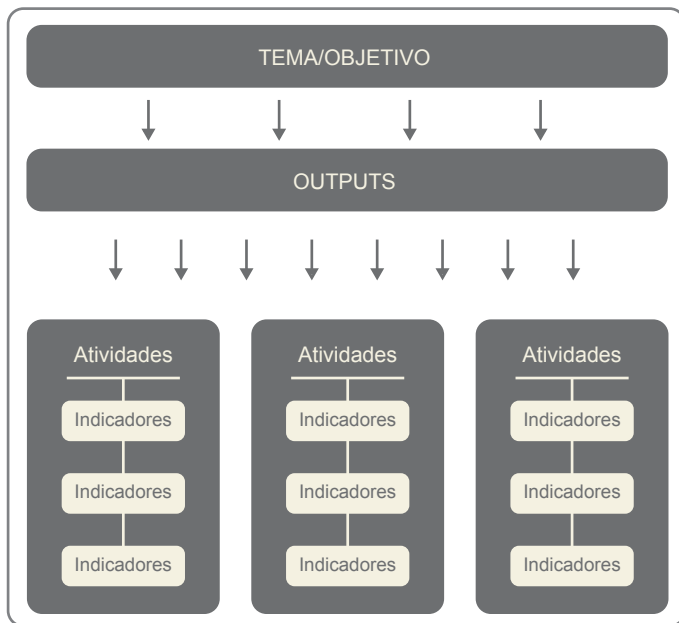 TEMA/OBJETIVO
OUTPUTS
Atividades
Indicadores
Indicadores
Indicadores
Atividades
Indicadores
Indicadores
Indicadores
Atividades
Indicadores
Indicadores
Indicadores